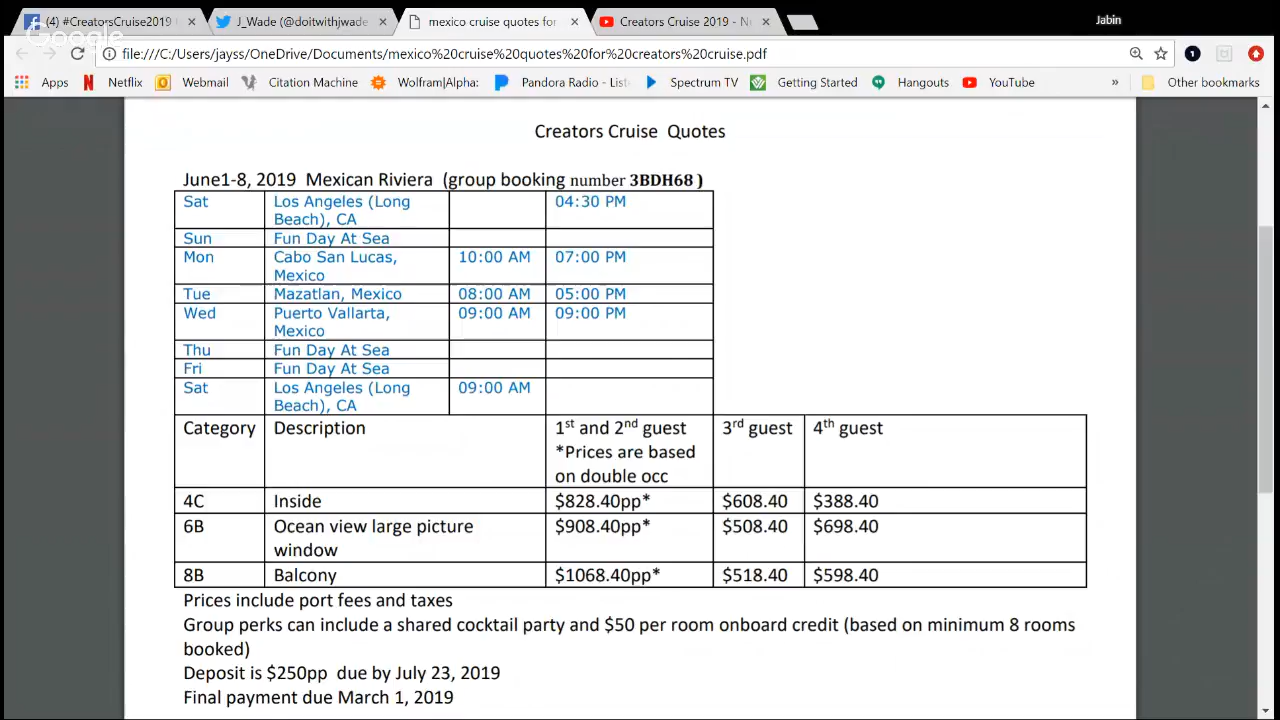 (4) #CreatorsCruise2019
J_Wade (@doitwithjwade
mexico cruise quotes for
Creators Cruise 2019 - N
Jabin
Google
file:///C:/Users/jayss/OneDrive/Documents/mexico%20cruise%20quotes%20for%20creators%20cruise.pdf
Apps Netflix Webmail Citation Machine Wolfram|Alpha: Pandora Radio - List Spectrum TV Getting Started Hangouts YouTube » Other bookmarks
Creators Cruise Quotes
June1-8, 2019 Mexican Riviera (group booking number 3BDH68 )
Sat Los Angeles (Long 04:30 PM
Beach), CA
Sun Fun Day At Sea
Mon Cabo San Lucas, 10:00 AM 07:00 PM
Mexico
Tue Mazatlan, Mexico 08:00 AM 05:00 PM
Wed Puerto Vallarta, 09:00 AM 09:00 PM
Mexico
Thu Fun Day At Sea
Fri Fun Day At Sea
Sat Los Angeles (Long 09:00 AM
Beach), CA
Category Description 1st and 2nd guest 3rd guest 4th guest
*Prices are based
on double occ
4C Inside $828.40pp* $608.40 $388.40
6B Ocean view large picture $908.40pp* $508.40 $698.40
window
8B Balcony $1068.40pp* $518.40 $598.40
Prices include port fees and taxes
Group perks can include a shared cocktail party and $50 per room onboard credit (based on minimum 8 rooms
booked)
Deposit is $250pp due by July 23, 2019
Final payment due March 1, 2019